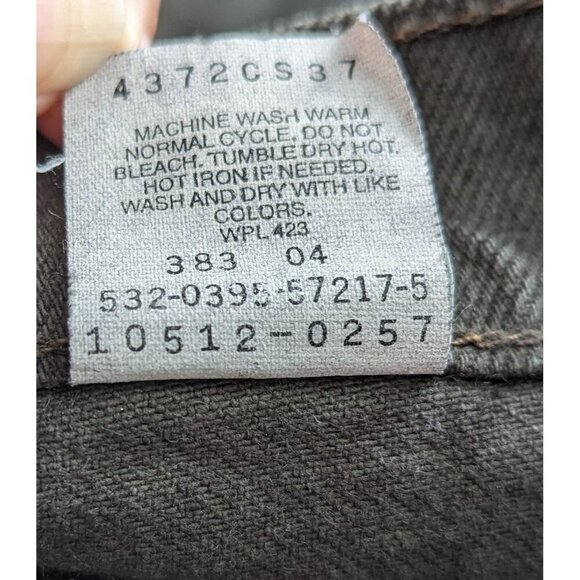 4372CS37
MACHINE WASH WARM
NORMAL CYCLE. DO NOT
BLEACH. TUMBLE DRY HOT.
HOT IRON IF NEEDED.
WASH AND DRY WITH LIKE
COLORS.
WPL 423
383 04
532-0395-57217-5
10512-0257